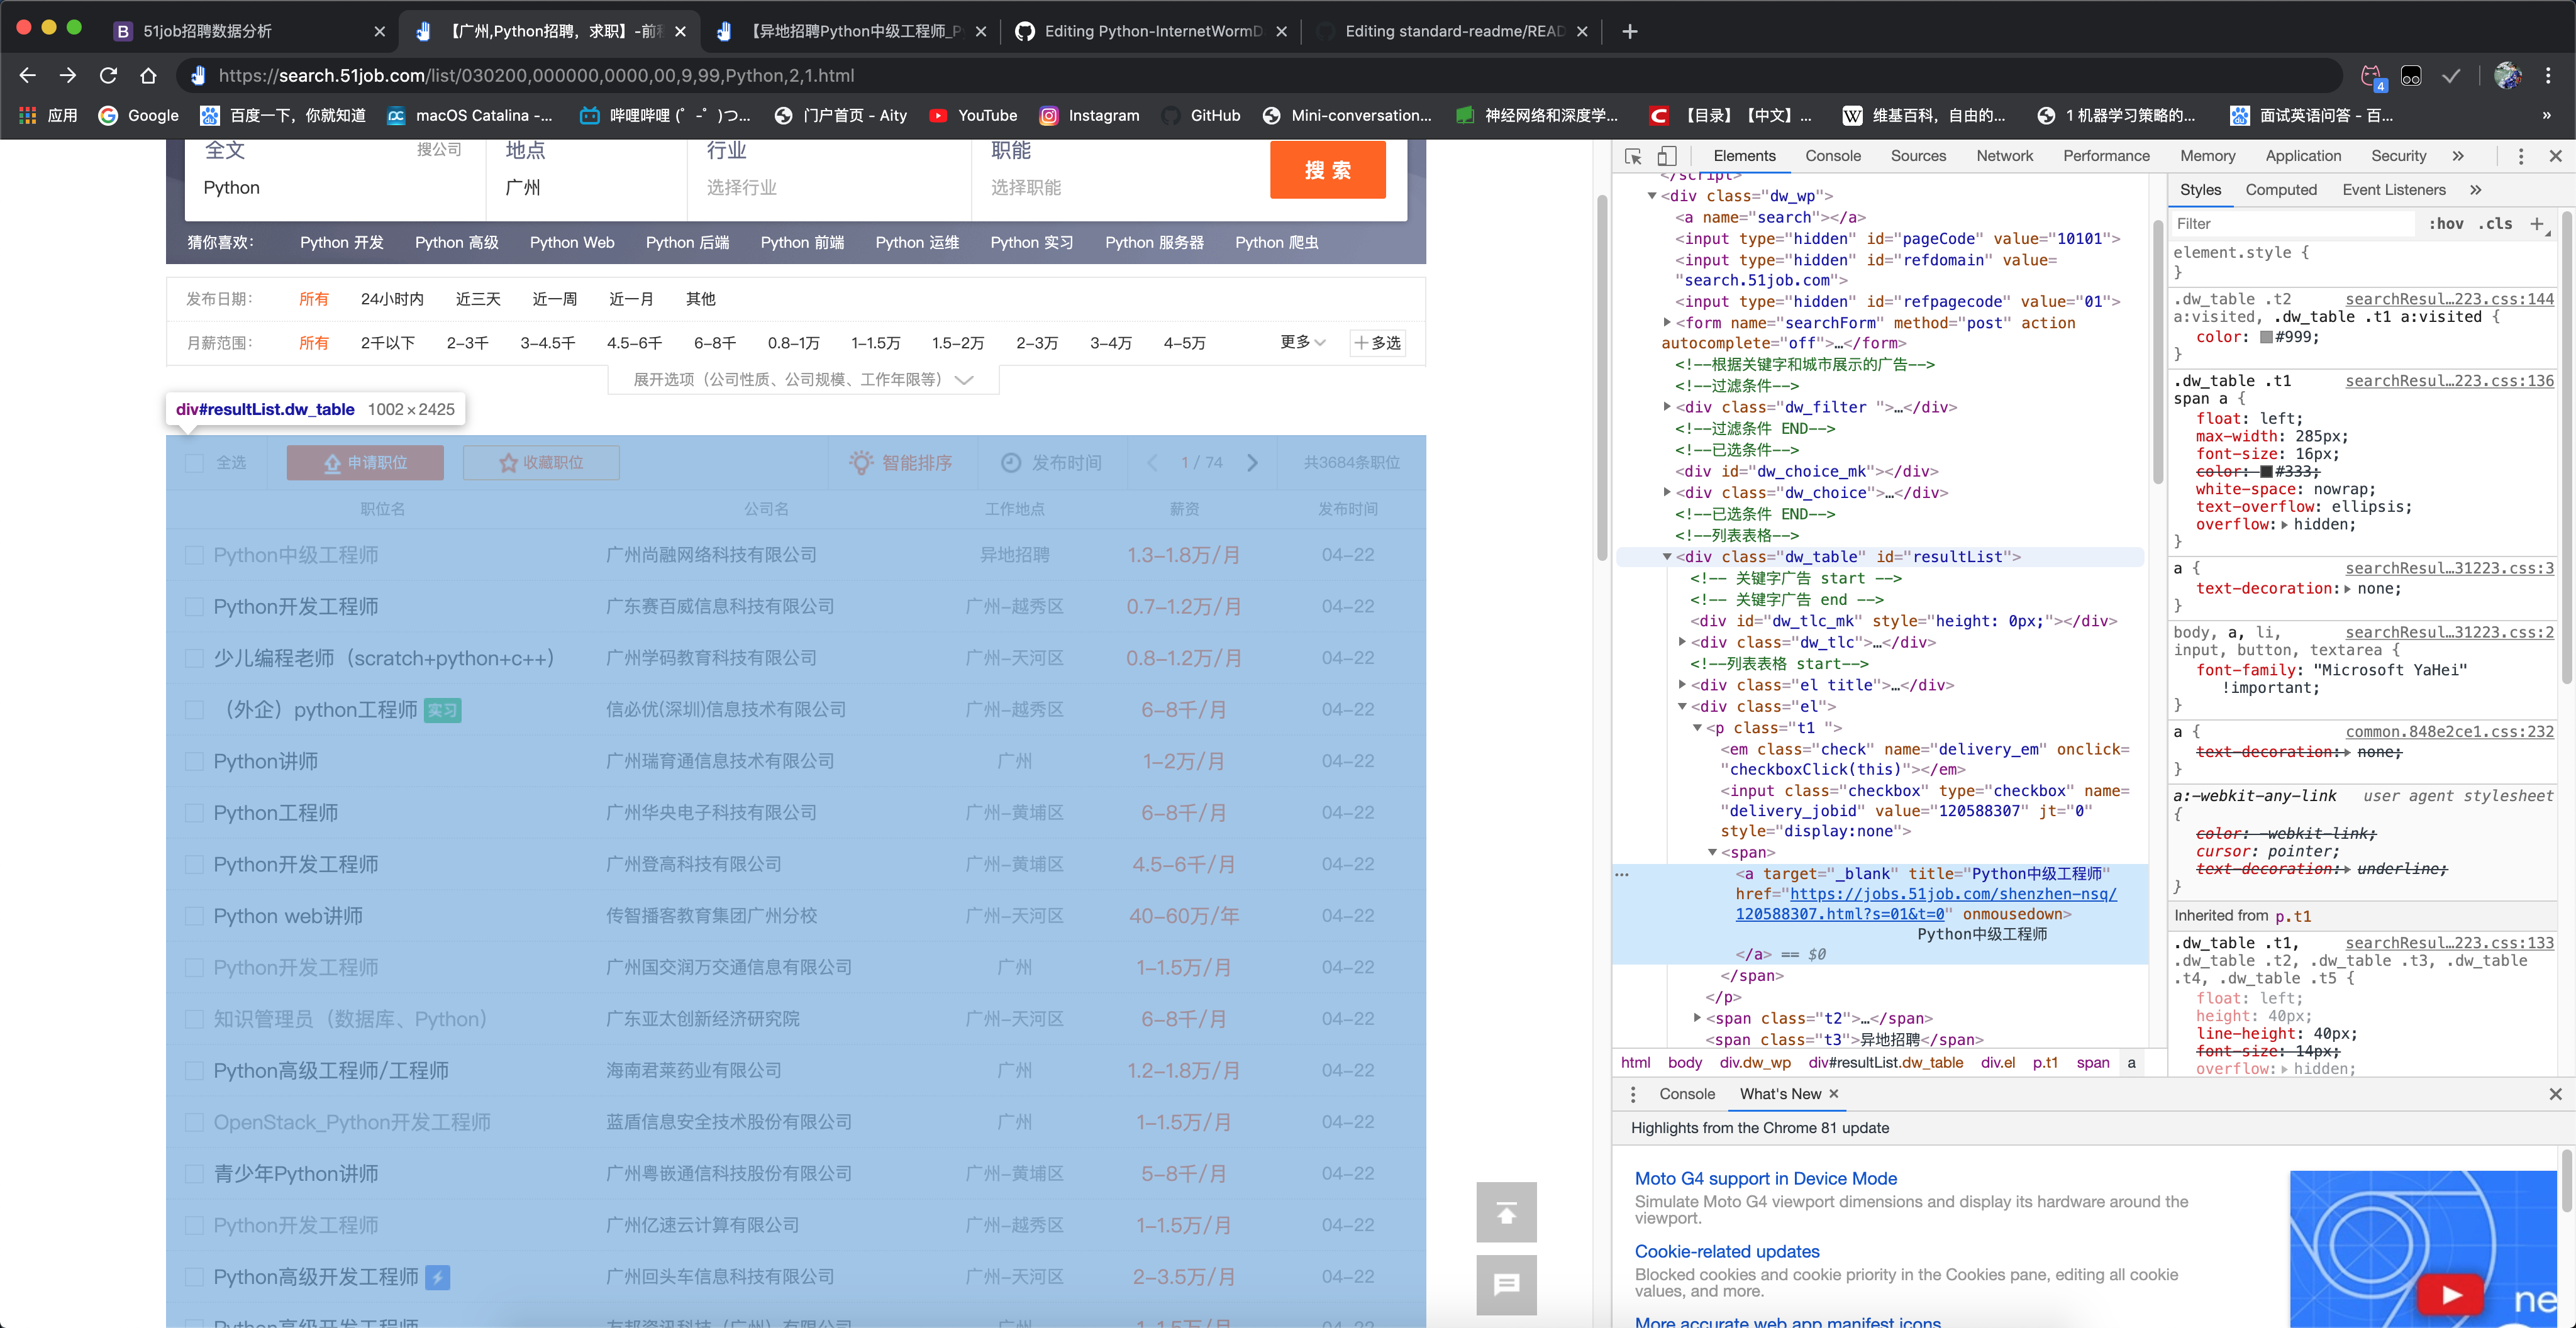 51job招聘数据分析
【广州,Python招聘，求职】-前程
【异地招聘Python中级工程师_P
Editing Python-InternetWormD
Editing standard-readme/READ
https://search.51job.com/list/030200,000000,0000,00,9,99,Python,2,1.html
4
应用
Google
百度一下，你就知道
macOS Catalina -...
哔哩哔哩 (゜-゜)つ...
门户首页 - Aity
YouTube
Instagram
GitHub
Mini-conversation...
神经网络和深度学...
【目录】【中文】...
维基百科，自由的...
1 机器学习策略的...
面试英语问答 - 百...
»
全文 搜公司 地点 行业 职能
Python 广州 选择行业 选择职能
搜 索
猜你喜欢： Python 开发 Python 高级 Python Web Python 后端 Python 前端 Python 运维 Python 实习 Python 服务器 Python 爬虫
发布日期： 所有 24小时内 近三天 近一周 近一月 其他
月薪范围： 所有 2千以下 2-3千 3-4.5千 4.5-6千 6-8千 0.8-1万 1-1.5万 1.5-2万 2-3万 3-4万 4-5万 更多 多选
展开选项（公司性质、公司规模、工作年限等）
div#resultList.dw_table 1002 × 2425
全选 申请职位 收藏职位 智能排序 发布时间 1 / 74 共3684条职位
职位名 公司名 工作地点 薪资 发布时间
Python中级工程师 广州尚融网络科技有限公司 异地招聘 1.3-1.8万/月 04-22
Python开发工程师 广东赛百威信息科技有限公司 广州-越秀区 0.7-1.2万/月 04-22
少儿编程老师（scratch+python+c++） 广州学码教育科技有限公司 广州-天河区 0.8-1.2万/月 04-22
（外企）python工程师 实习 信必优(深圳)信息技术有限公司 广州-越秀区 6-8千/月 04-22
Python讲师 广州瑞育通信息技术有限公司 广州 1-2万/月 04-22
Python工程师 广州华央电子科技有限公司 广州-黄埔区 6-8千/月 04-22
Python开发工程师 广州登高科技有限公司 广州-黄埔区 4.5-6千/月 04-22
Python web讲师 传智播客教育集团广州分校 广州-天河区 40-60万/年 04-22
Python开发工程师 广州国交润万交通信息有限公司 广州 1-1.5万/月 04-22
知识管理员（数据库、Python） 广东亚太创新经济研究院 广州-天河区 6-8千/月 04-22
Python高级工程师/工程师 海南君莱药业有限公司 广州 1.2-1.8万/月 04-22
OpenStack_Python开发工程师 蓝盾信息安全技术股份有限公司 广州 1-1.5万/月 04-22
青少年Python讲师 广州粤嵌通信科技股份有限公司 广州-黄埔区 5-8千/月 04-22
Python开发工程师 广州亿速云计算有限公司 广州-越秀区 1-1.5万/月 04-22
Python高级开发工程师 广州回头车信息科技有限公司 广州-天河区 2-3.5万/月 04-22
Python高级开发工程师 友邦资讯科技（广州）有限公司 广州 1-1.5万/月 04-22
Elements Console Sources Network Performance Memory Application Security »
</script>
<div class="dw_wp">
<a name="search"></a>
<input type="hidden" id="pageCode" value="10101">
<input type="hidden" id="refdomain" value=
"search.51job.com">
<input type="hidden" id="refpagecode" value="01">
<form name="searchForm" method="post" action
autocomplete="off">…</form>
<!--根据关键字和城市展示的广告-->
<!--过滤条件-->
<div class="dw_filter ">…</div>
<!--过滤条件 END-->
<!--已选条件-->
<div id="dw_choice_mk"></div>
<div class="dw_choice">…</div>
<!--已选条件 END-->
<!--列表表格-->
<div class="dw_table" id="resultList">
<!-- 关键字广告 start -->
<!-- 关键字广告 end -->
<div id="dw_tlc_mk" style="height: 0px;"></div>
<div class="dw_tlc">…</div>
<!--列表表格 start-->
<div class="el title">…</div>
<div class="el">
<p class="t1 ">
<em class="check" name="delivery_em" onclick=
"checkboxClick(this)"></em>
<input class="checkbox" type="checkbox" name=
"delivery_jobid" value="120588307" jt="0"
style="display:none">
<span>
<a target="_blank" title="Python中级工程师"
href="https://jobs.51job.com/shenzhen-nsq/
120588307.html?s=01&t=0" onmousedown>
Python中级工程师
</a> == $0
</span>
</p>
<span class="t2">…</span>
<span class="t3">异地招聘</span>
html body div.dw_wp div#resultList.dw_table div.el p.t1 span a
Styles Computed Event Listeners »
Filter :hov .cls +
element.style {
}
.dw_table .t2 searchResul…223.css:144
a:visited, .dw_table .t1 a:visited {
color: #999;
}
.dw_table .t1 searchResul…223.css:136
span a {
float: left;
max-width: 285px;
font-size: 16px;
color: #333;
white-space: nowrap;
text-overflow: ellipsis;
overflow: hidden;
}
a { searchResul…31223.css:3
text-decoration: none;
}
body, a, li, searchResul…31223.css:2
input, button, textarea {
font-family: "Microsoft YaHei"
!important;
}
a { common.848e2ce1.css:232
text-decoration: none;
}
a:-webkit-any-link user agent stylesheet
{
color: -webkit-link;
cursor: pointer;
text-decoration: underline;
}
Inherited from p.t1
.dw_table .t1, searchResul…223.css:133
.dw_table .t2, .dw_table .t3, .dw_table
.t4, .dw_table .t5 {
float: left;
height: 40px;
line-height: 40px;
font-size: 14px;
overflow: hidden;
Console What's New
Highlights from the Chrome 81 update
Moto G4 support in Device Mode
Simulate Moto G4 viewport dimensions and display its hardware around the
viewport.
Cookie-related updates
Blocked cookies and cookie priority in the Cookies pane, editing all cookie
values, and more.
More accurate web app manifest icons
ne